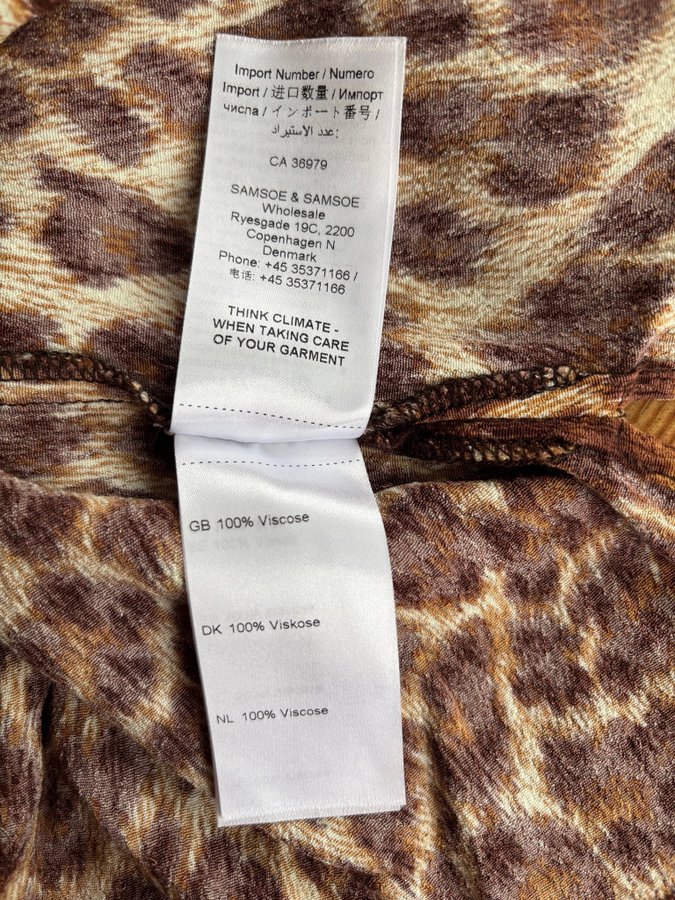 Import Number / Numero
Import / 进口数量 / Импорт
числа / インポート番号 /
عدد الاستيراد:
CA 36979
SAMSOE & SAMSOE
Wholesale
Ryesgade 19C, 2200
Copenhagen N
Denmark
Phone: +45 35371166 /
电话: +45 35371166
THINK CLIMATE -
WHEN TAKING CARE
OF YOUR GARMENT
GB 100% Viscose
DK 100% Viskose
NL 100% Viscose